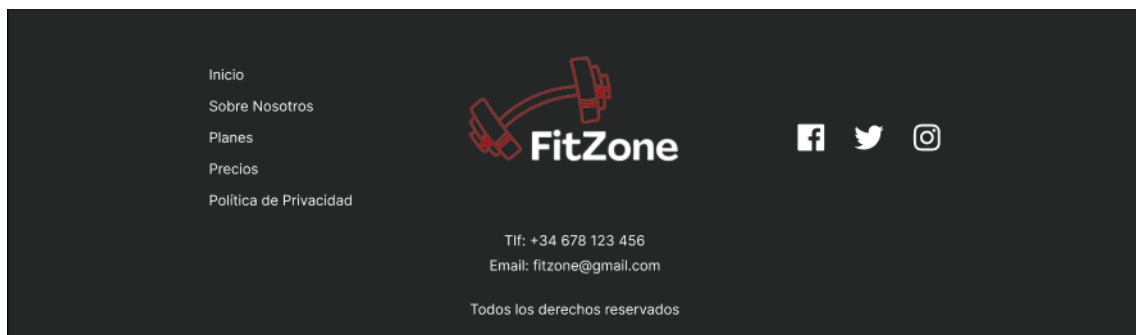 Inicio
Sobre Nosotros
Planes
Precios
Política de Privacidad
FitZone
Tlf: +34 678 123 456
Email: fitzone@gmail.com
Todos los derechos reservados